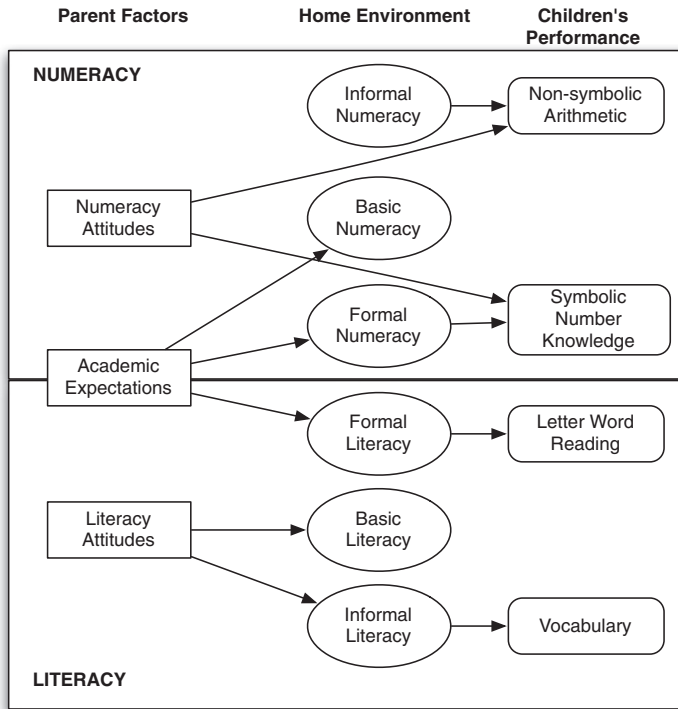 Parent Factors
Home Environment
Children's
Performance
NUMERACY
Informal
Numeracy
Non-symbolic
Arithmetic
Numeracy
Attitudes
Basic
Numeracy
Formal
Numeracy
Symbolic
Number
Knowledge
Academic
Expectations
Formal
Literacy
Letter Word
Reading
Literacy
Attitudes
Basic
Literacy
Informal
Literacy
Vocabulary
LITERACY